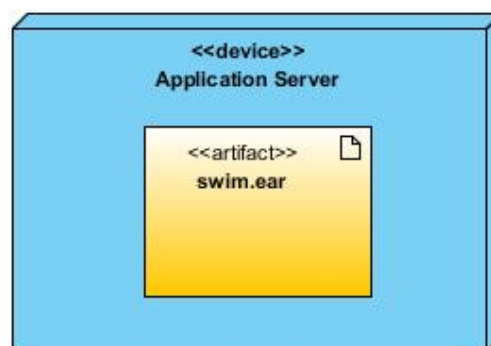 <<device>>
Application Server
<<artifact>>
swim.ear